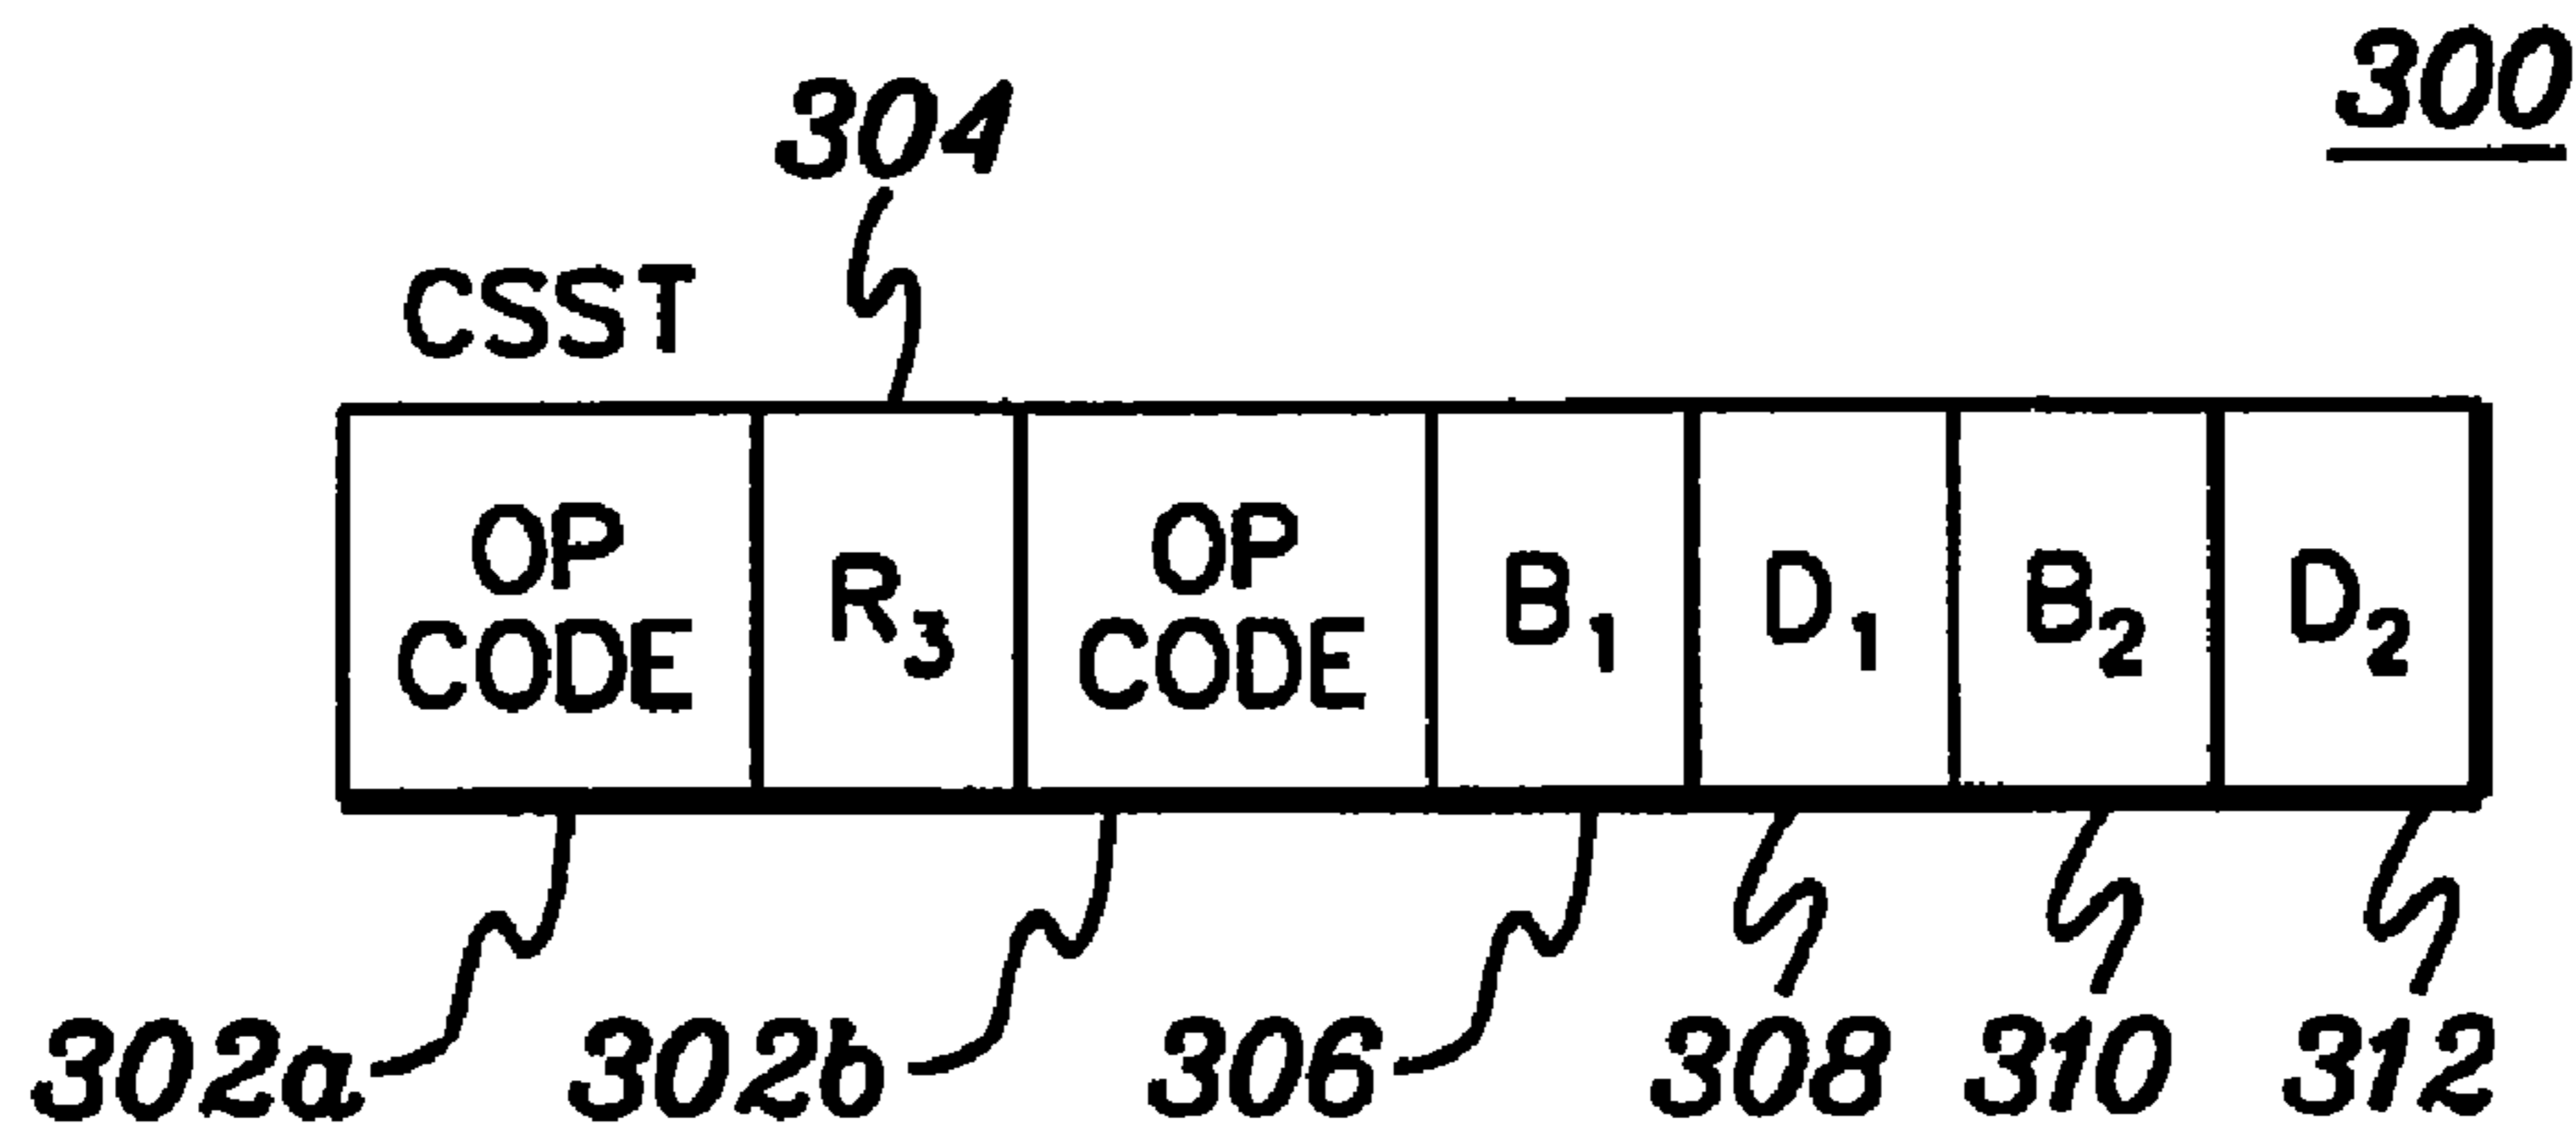 300
304
CSST
OP CODE R₃ OP CODE B₁ D₁ B₂ D₂
302a 302b 306 308 310 312